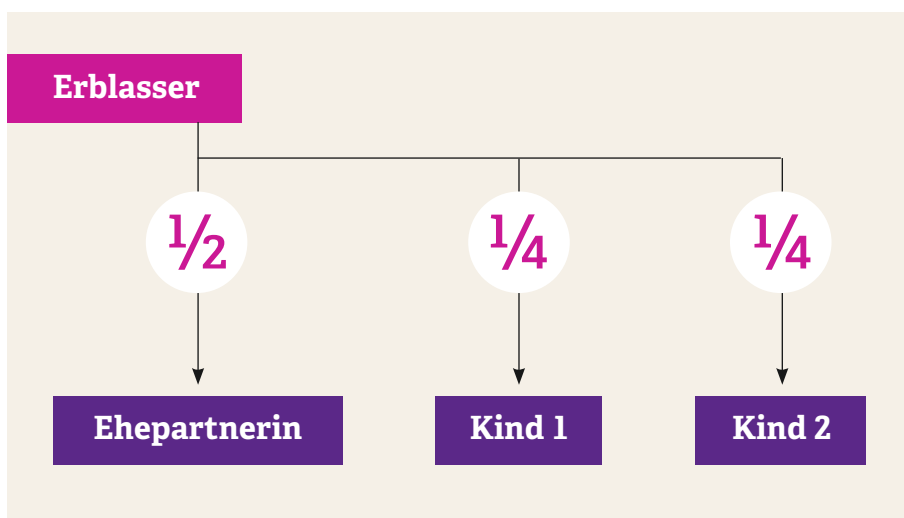 Erblasser
½
¼
¼
Ehepartnerin
Kind 1
Kind 2